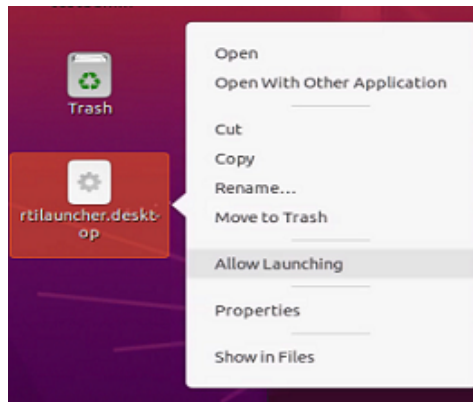 Trash
rtilauncher.deskt-
op
Open
Open With Other Application
Cut
Copy
Rename...
Move to Trash
Allow Launching
Properties
Show in Files